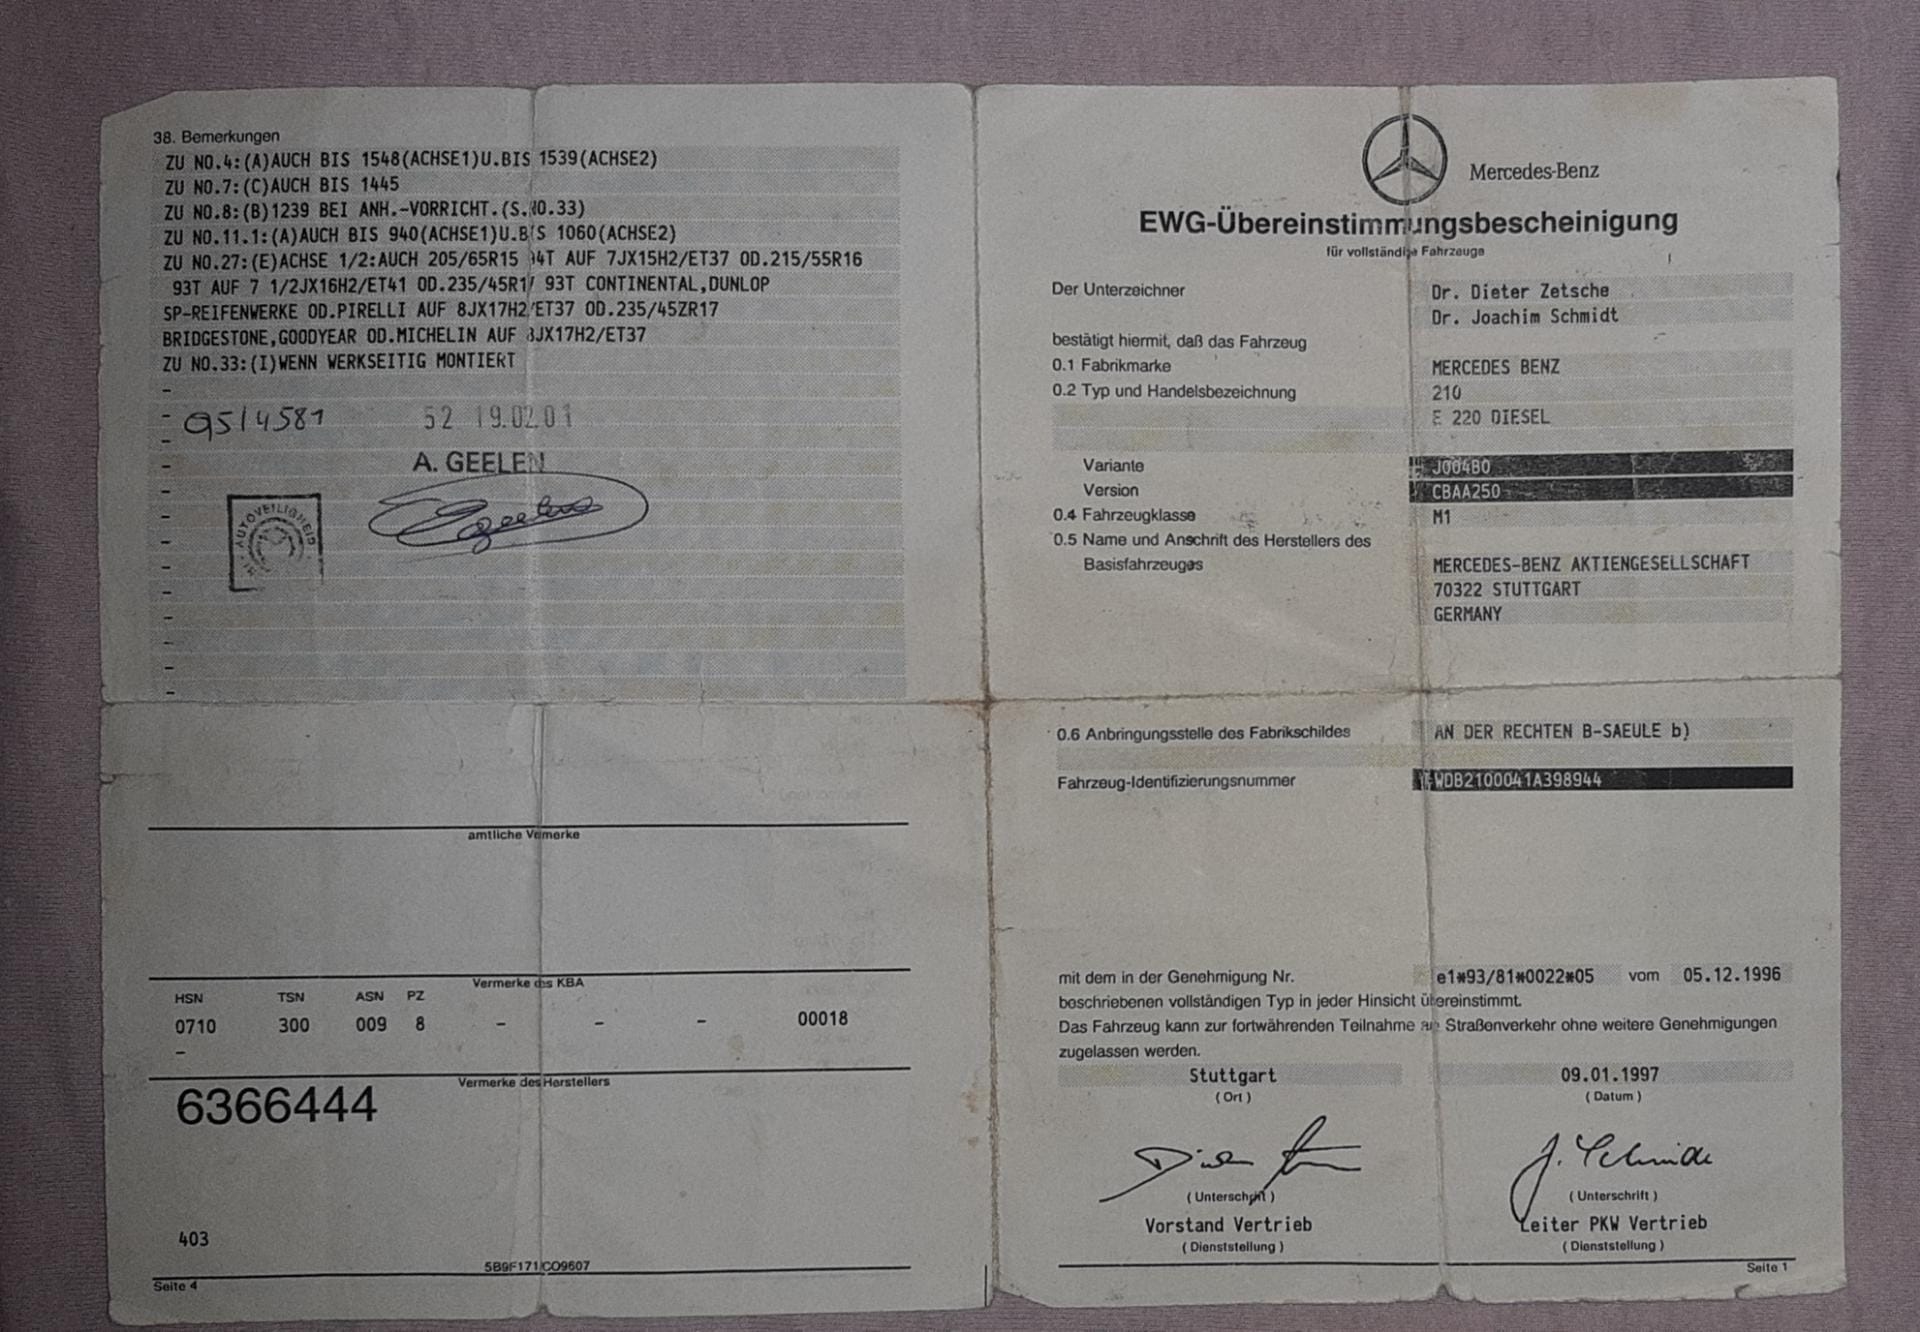 38. Bemerkungen
ZU NO.4:(A)AUCH BIS 1548(ACHSE1)U.BIS 1539(ACHSE2)
ZU NO.7:(C)AUCH BIS 1445
ZU NO.8:(B)1239 BEI ANH.-VORRICHT.(S.NO.33)
ZU NO.11.1:(A)AUCH BIS 940(ACHSE1)U.BIS 1060(ACHSE2)
ZU NO.27:(E)ACHSE 1/2:AUCH 205/65R15 94T AUF 7JX15H2/ET37 OD.215/55R16
93T AUF 7 1/2JX16H2/ET41 OD.235/45R17 93T CONTINENTAL,DUNLOP
SP-REIFENWERKE OD.PIRELLI AUF 8JX17H2/ET37 OD.235/45ZR17
BRIDGESTONE,GOODYEAR OD.MICHELIN AUF 8JX17H2/ET37
ZU NO.33:(I)WENN WERKSEITIG MONTIERT
-
- 95/4581 52 19.02.01
-
- A. GEELEN
-
-
AUTOVEILIGHEID
-
-
-
-
-
-
-
amtliche Vermerke
Vermerke des KBA
HSN TSN ASN PZ
0710 300 009 8 - - - 00018
-
Vermerke des Herstellers
6366444
403
5B9F171 CO9607
Seite 4
Mercedes-Benz
EWG-Übereinstimmungsbescheinigung
für vollständige Fahrzeuge
Der Unterzeichner Dr. Dieter Zetsche
Dr. Joachim Schmidt
bestätigt hiermit, daß das Fahrzeug
0.1 Fabrikmarke MERCEDES BENZ
0.2 Typ und Handelsbezeichnung 210
E 220 DIESEL
Variante J004B0
Version CBAA250
0.4 Fahrzeugklasse M1
0.5 Name und Anschrift des Herstellers des
Basisfahrzeuges MERCEDES-BENZ AKTIENGESELLSCHAFT
70322 STUTTGART
GERMANY
0.6 Anbringungsstelle des Fabrikschildes AN DER RECHTEN B-SAEULE b)
Fahrzeug-Identifizierungsnummer WDB2100041A398944
mit dem in der Genehmigung Nr. e1*93/81*0022*05 vom 05.12.1996
beschriebenen vollständigen Typ in jeder Hinsicht übereinstimmt.
Das Fahrzeug kann zur fortwährenden Teilnahme am Straßenverkehr ohne weitere Genehmigungen
zugelassen werden.
Stuttgart 09.01.1997
(Ort) (Datum)
J. Schmidt
(Unterschrift) (Unterschrift)
Vorstand Vertrieb Leiter PKW Vertrieb
(Dienststellung) (Dienststellung)
Seite 1